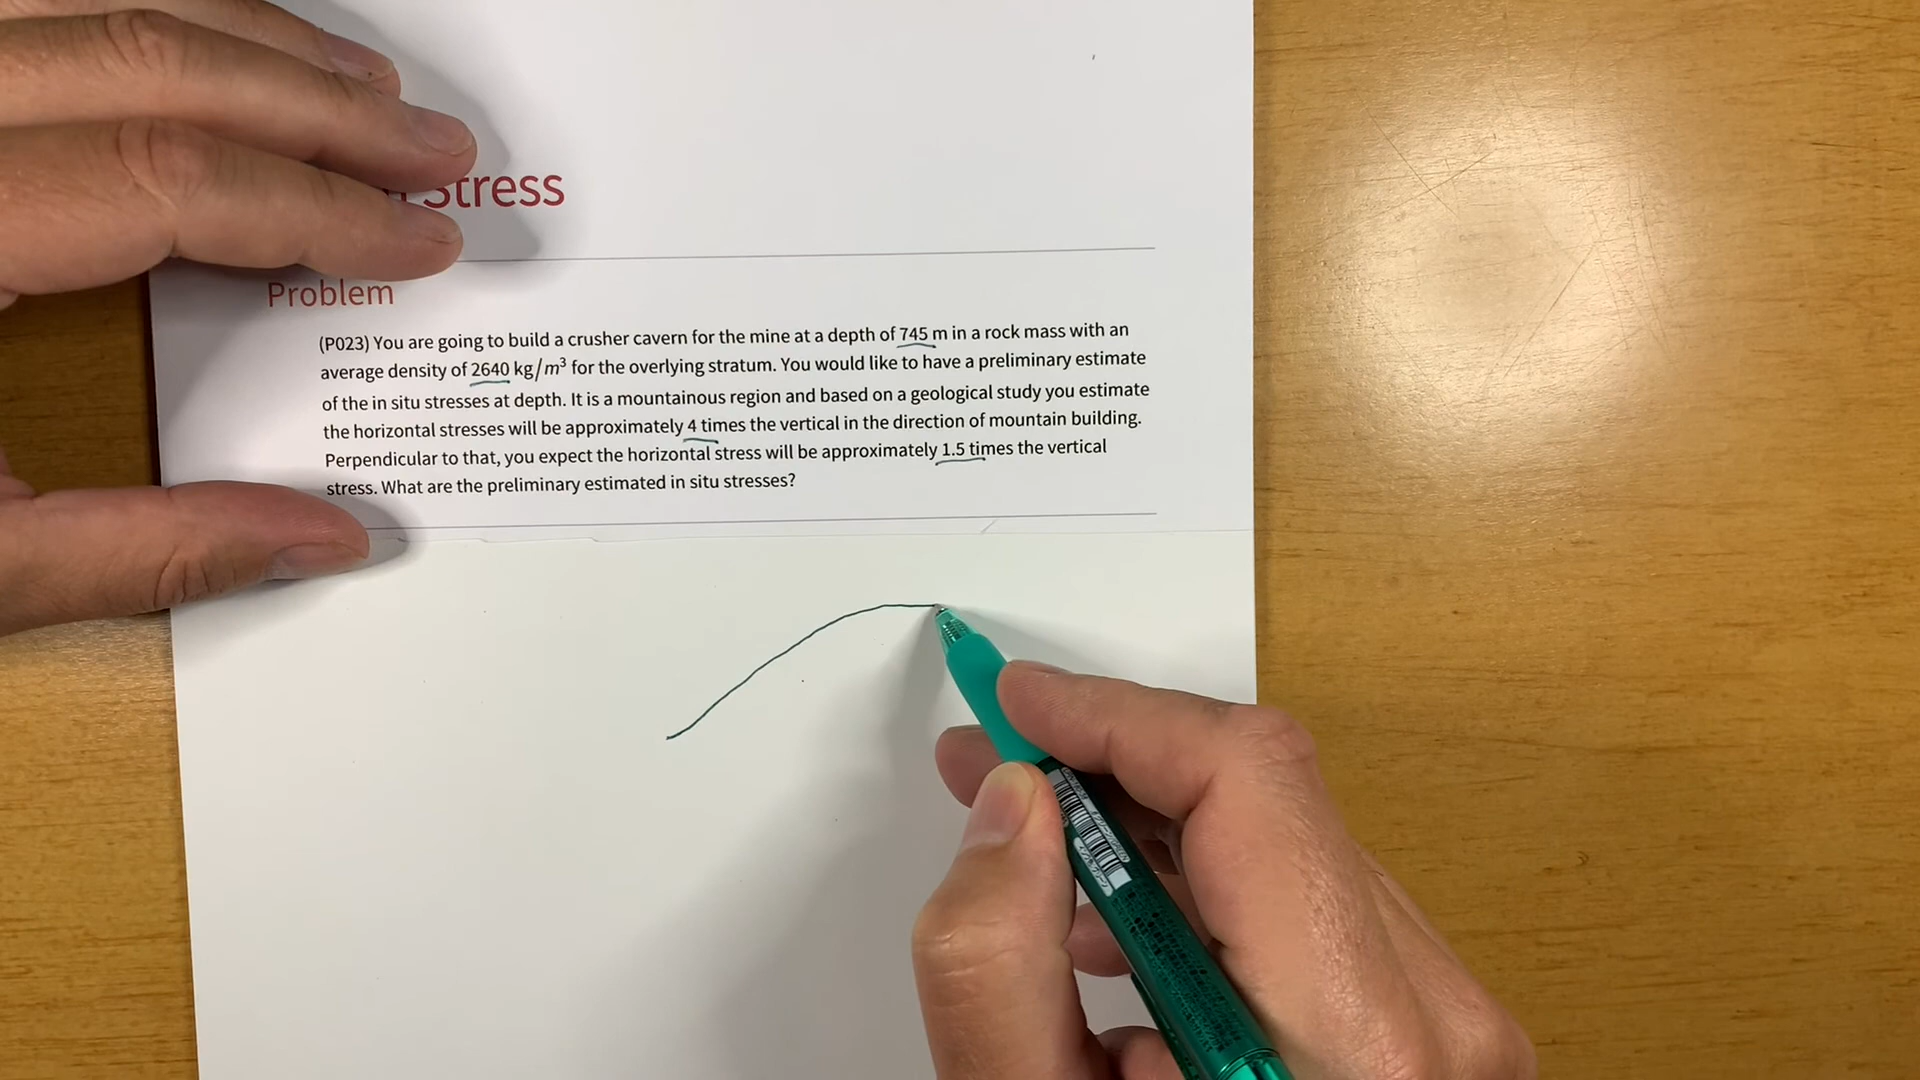 Stress
Problem
(P023) You are going to build a crusher cavern for the mine at a depth of 745 m in a rock mass with an
average density of 2640 kg/m³ for the overlying stratum. You would like to have a preliminary estimate
of the in situ stresses at depth. It is a mountainous region and based on a geological study you estimate
the horizontal stresses will be approximately 4 times the vertical in the direction of mountain building.
Perpendicular to that, you expect the horizontal stress will be approximately 1.5 times the vertical
stress. What are the preliminary estimated in situ stresses?